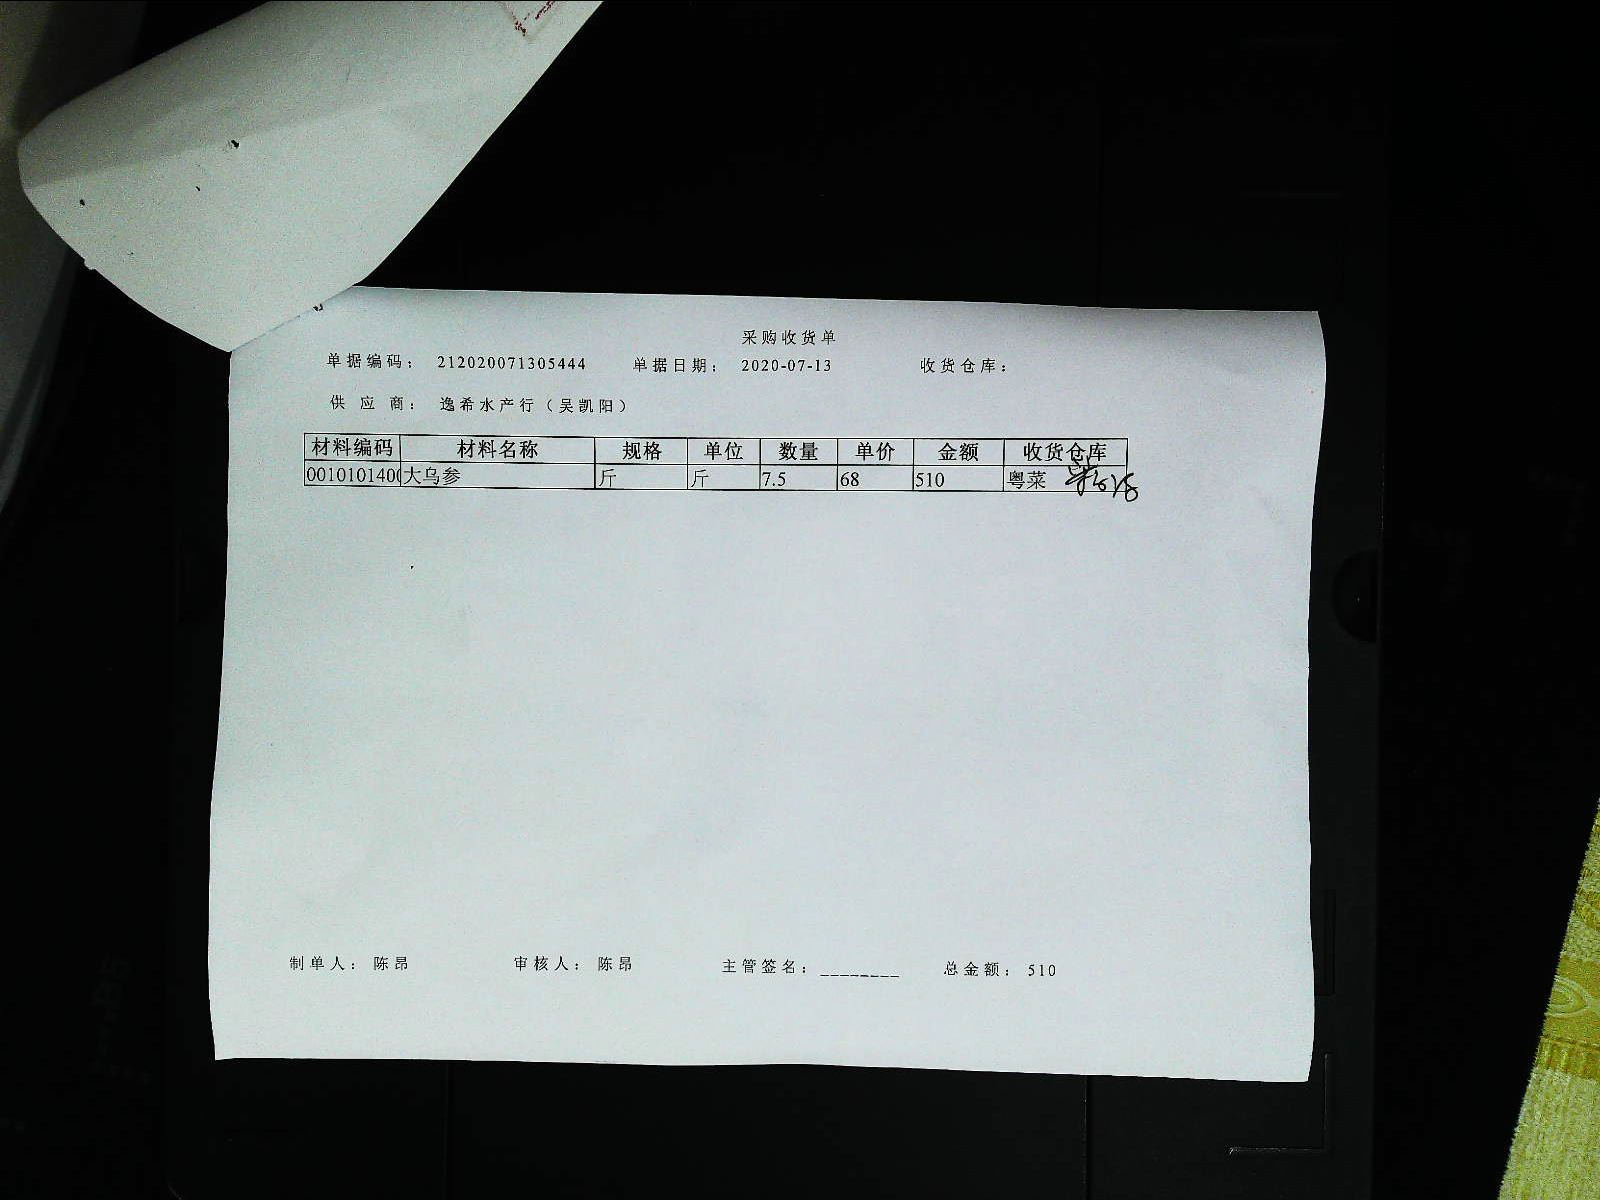 采购收货单
单据编码： 212020071305444 单据日期： 2020-07-13 收货仓库：
供 应 商： 逸希水产行（吴凯阳）
材料编码 材料名称 规格 单位 数量 单价 金额 收货仓库
0010101400 大乌参 斤 斤 7.5 68 510 粤菜
制单人： 陈昂 审核人： 陈昂 主管签名：________ 总金额： 510